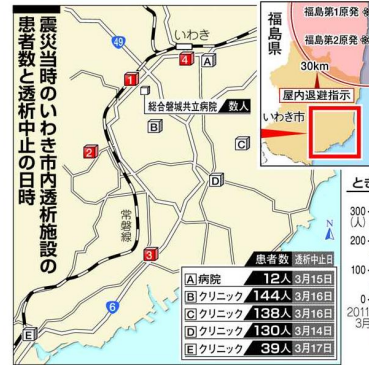 震災当時のいわき市内透析施設の
患者数と透析中止の日時
49
いわき
1
4
A
総合磐城共立病院 数人
B
2
C
D
常磐線
3
N
6
E
患者数 透析中止日
A 病院 12人 3月15日
B クリニック 144人 3月16日
C クリニック 138人 3月16日
D クリニック 130人 3月14日
E クリニック 39人 3月17日
福島県
福島第1原発
福島第2原発
30km
屋内退避指示
いわき市
とき
300
(人)
200
100
0
2011
3月